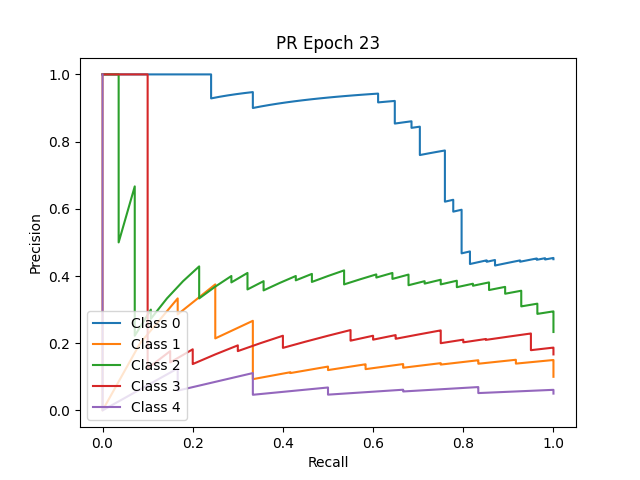 PR Epoch 23
1.0
0.8
0.6
0.4
0.2
0.0
Precision
Class 0
Class 1
Class 2
Class 3
Class 4
0.0 0.2 0.4 0.6 0.8 1.0
Recall